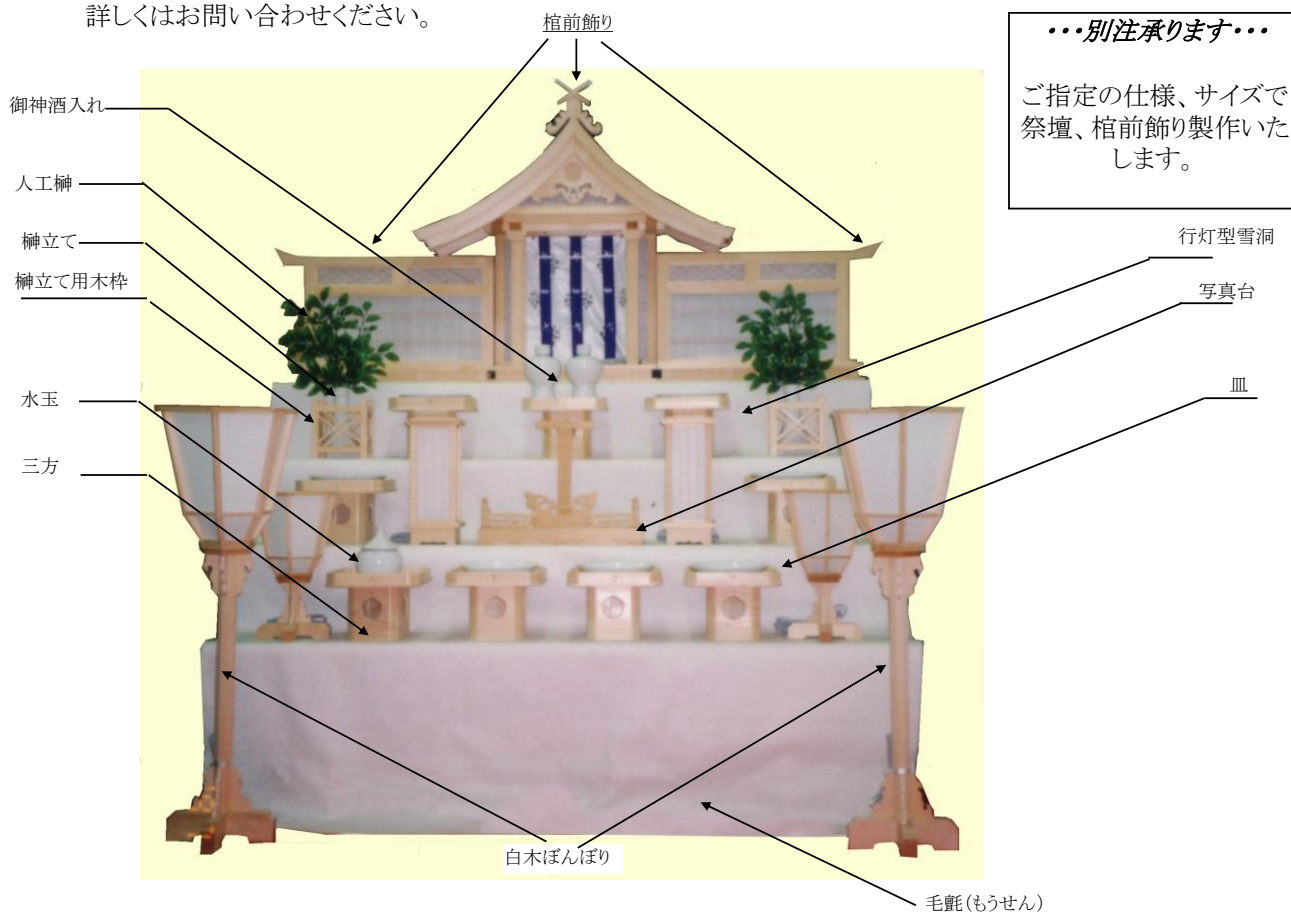 詳しくはお問い合わせください。
棺前飾り
･･･別注承ります･･･
ご指定の仕様、サイズで
祭壇、棺前飾り製作いた
します。
御神酒入れ
人工榊
榊立て
榊立て用木枠
水玉
三方
行灯型雪洞
写真台
皿
白木ぼんぼり
毛氈(もうせん)